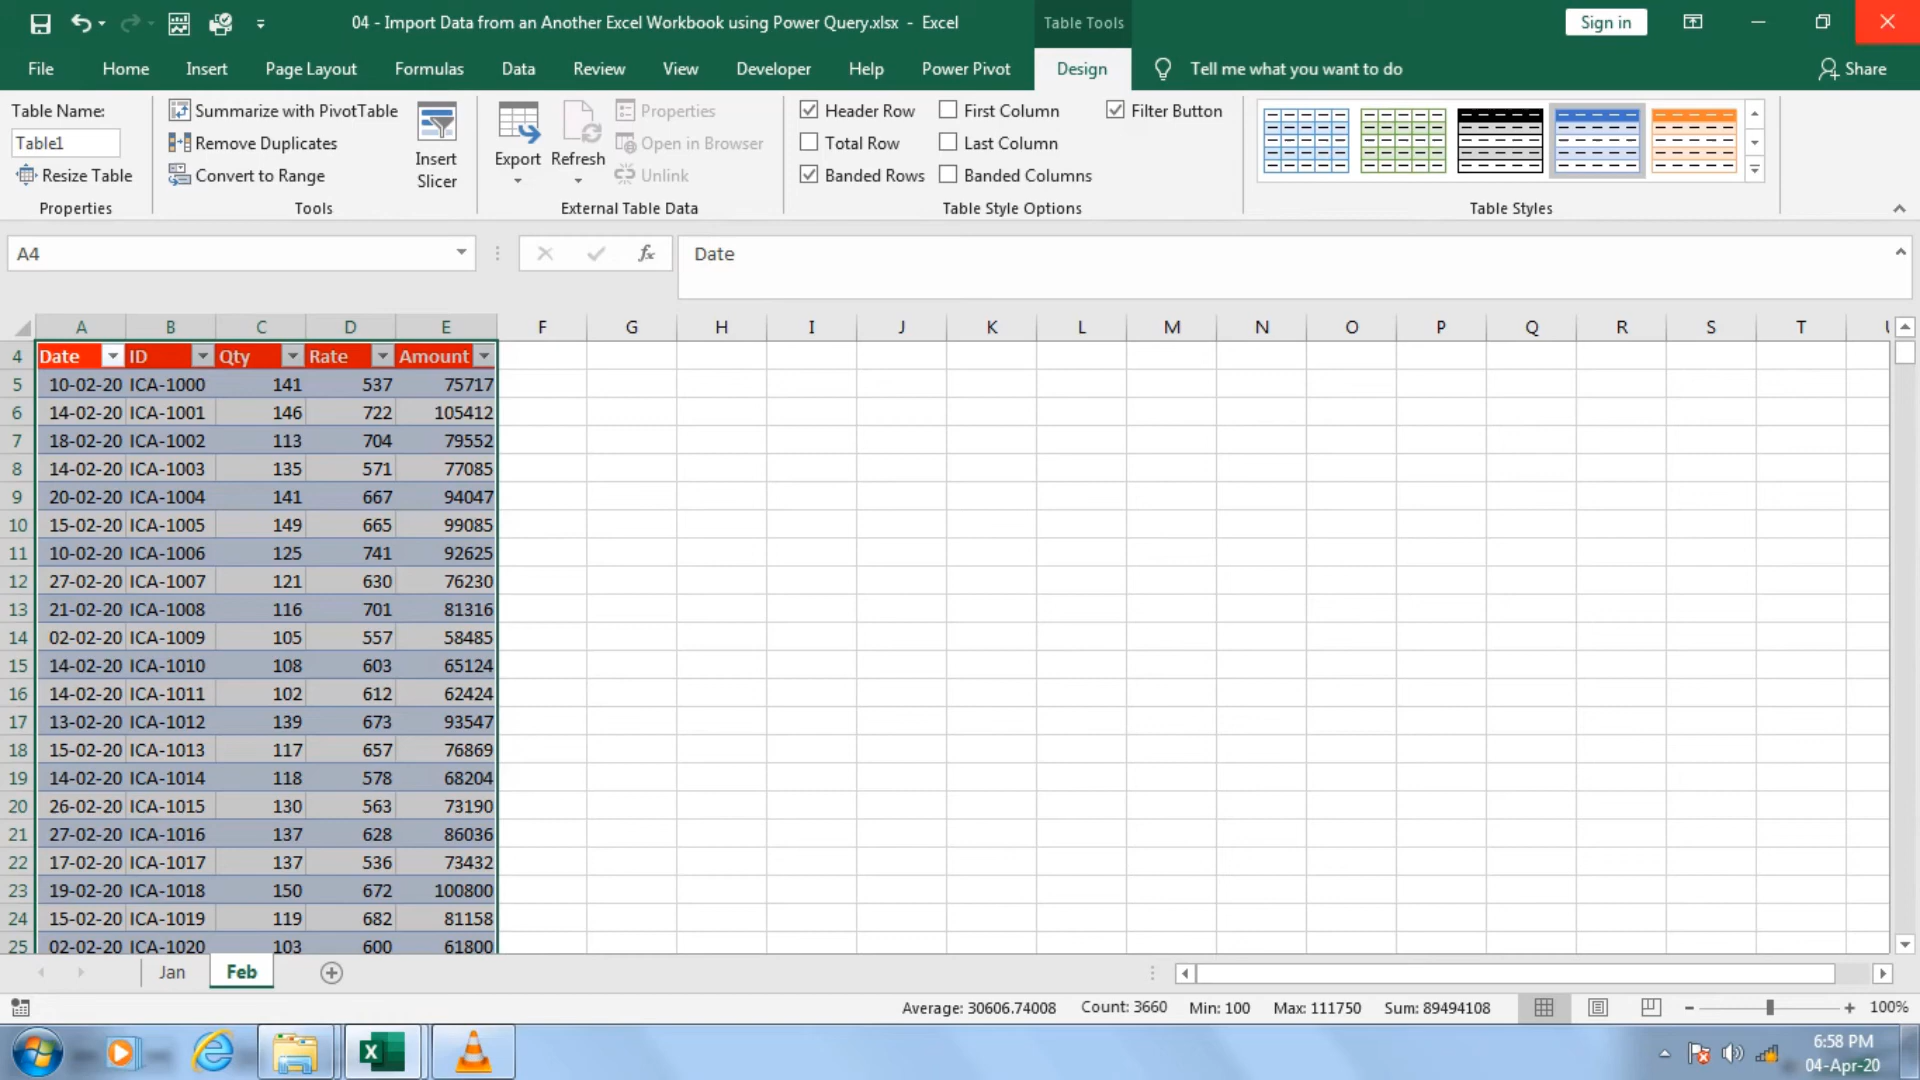 04 - Import Data from an Another Excel Workbook using Power Query.xlsx - Excel
Table Tools
Sign in
File Home Insert Page Layout Formulas Data Review View Developer Help Power Pivot Design Tell me what you want to do Share
Table Name:
Table1
Resize Table
Properties
Summarize with PivotTable
Remove Duplicates
Convert to Range
Insert
Slicer
Tools
Export
Refresh
Properties
Open in Browser
Unlink
External Table Data
Header Row First Column Filter Button
Total Row Last Column
Banded Rows Banded Columns
Table Style Options
Table Styles
A4 fx Date
A B C D E F G H I J K L M N O P Q R S T
4 Date ID Qty Rate Amount
5 10-02-20 ICA-1000 141 537 75717
6 14-02-20 ICA-1001 146 722 105412
7 18-02-20 ICA-1002 113 704 79552
8 14-02-20 ICA-1003 135 571 77085
9 20-02-20 ICA-1004 141 667 94047
10 15-02-20 ICA-1005 149 665 99085
11 10-02-20 ICA-1006 125 741 92625
12 27-02-20 ICA-1007 121 630 76230
13 21-02-20 ICA-1008 116 701 81316
14 02-02-20 ICA-1009 105 557 58485
15 14-02-20 ICA-1010 108 603 65124
16 14-02-20 ICA-1011 102 612 62424
17 13-02-20 ICA-1012 139 673 93547
18 15-02-20 ICA-1013 117 657 76869
19 14-02-20 ICA-1014 118 578 68204
20 26-02-20 ICA-1015 130 563 73190
21 27-02-20 ICA-1016 137 628 86036
22 17-02-20 ICA-1017 137 536 73432
23 19-02-20 ICA-1018 150 672 100800
24 15-02-20 ICA-1019 119 682 81158
25 02-02-20 ICA-1020 103 600 61800
Jan Feb
Average: 30606.74008 Count: 3660 Min: 100 Max: 111750 Sum: 89494108 100%
6:58 PM
04-Apr-20